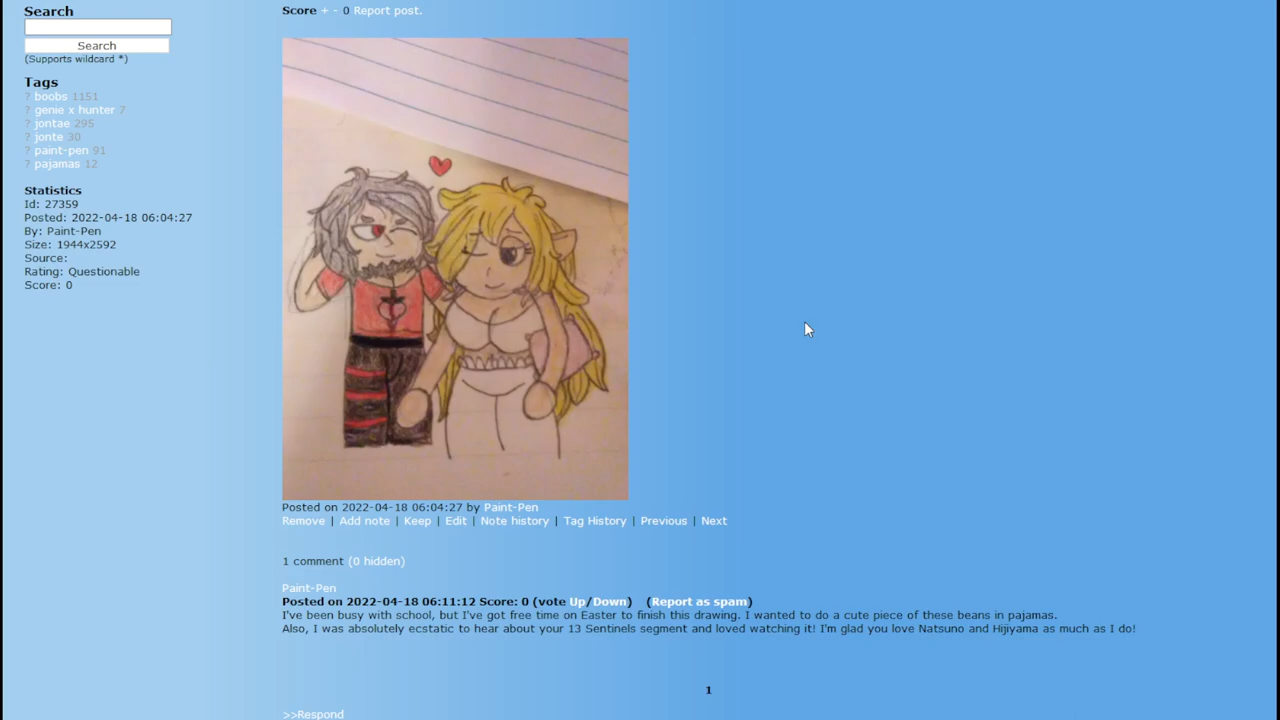 Search
Search
(Supports wildcard *)
Tags
? boobs 1151
? genie x hunter 7
? jontae 295
? jonte 30
? paint-pen 91
? pajamas 12
Statistics
Id: 27359
Posted: 2022-04-18 06:04:27
By: Paint-Pen
Size: 1944x2592
Source:
Rating: Questionable
Score: 0
Score + - 0 Report post.
Posted on 2022-04-18 06:04:27 by Paint-Pen
Remove | Add note | Keep | Edit | Note history | Tag History | Previous | Next
1 comment (0 hidden)
Paint-Pen
Posted on 2022-04-18 06:11:12 Score: 0 (vote Up/Down) (Report as spam)
I've been busy with school, but I've got free time on Easter to finish this drawing. I wanted to do a cute piece of these beans in pajamas.
Also, I was absolutely ecstatic to hear about your 13 Sentinels segment and loved watching it! I'm glad you love Natsuno and Hijiyama as much as I do!
1
>>Respond